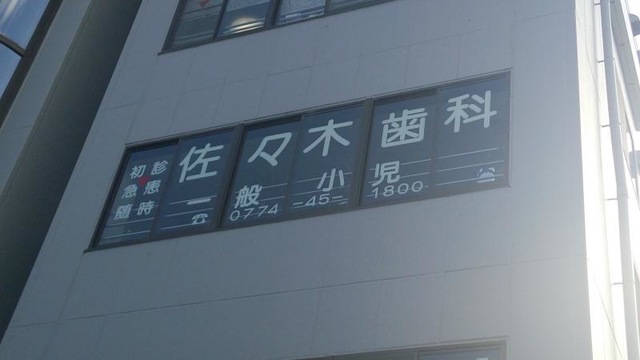 佐々木歯科
初診
急患
随時
一般 小児
☎0774-45-1800